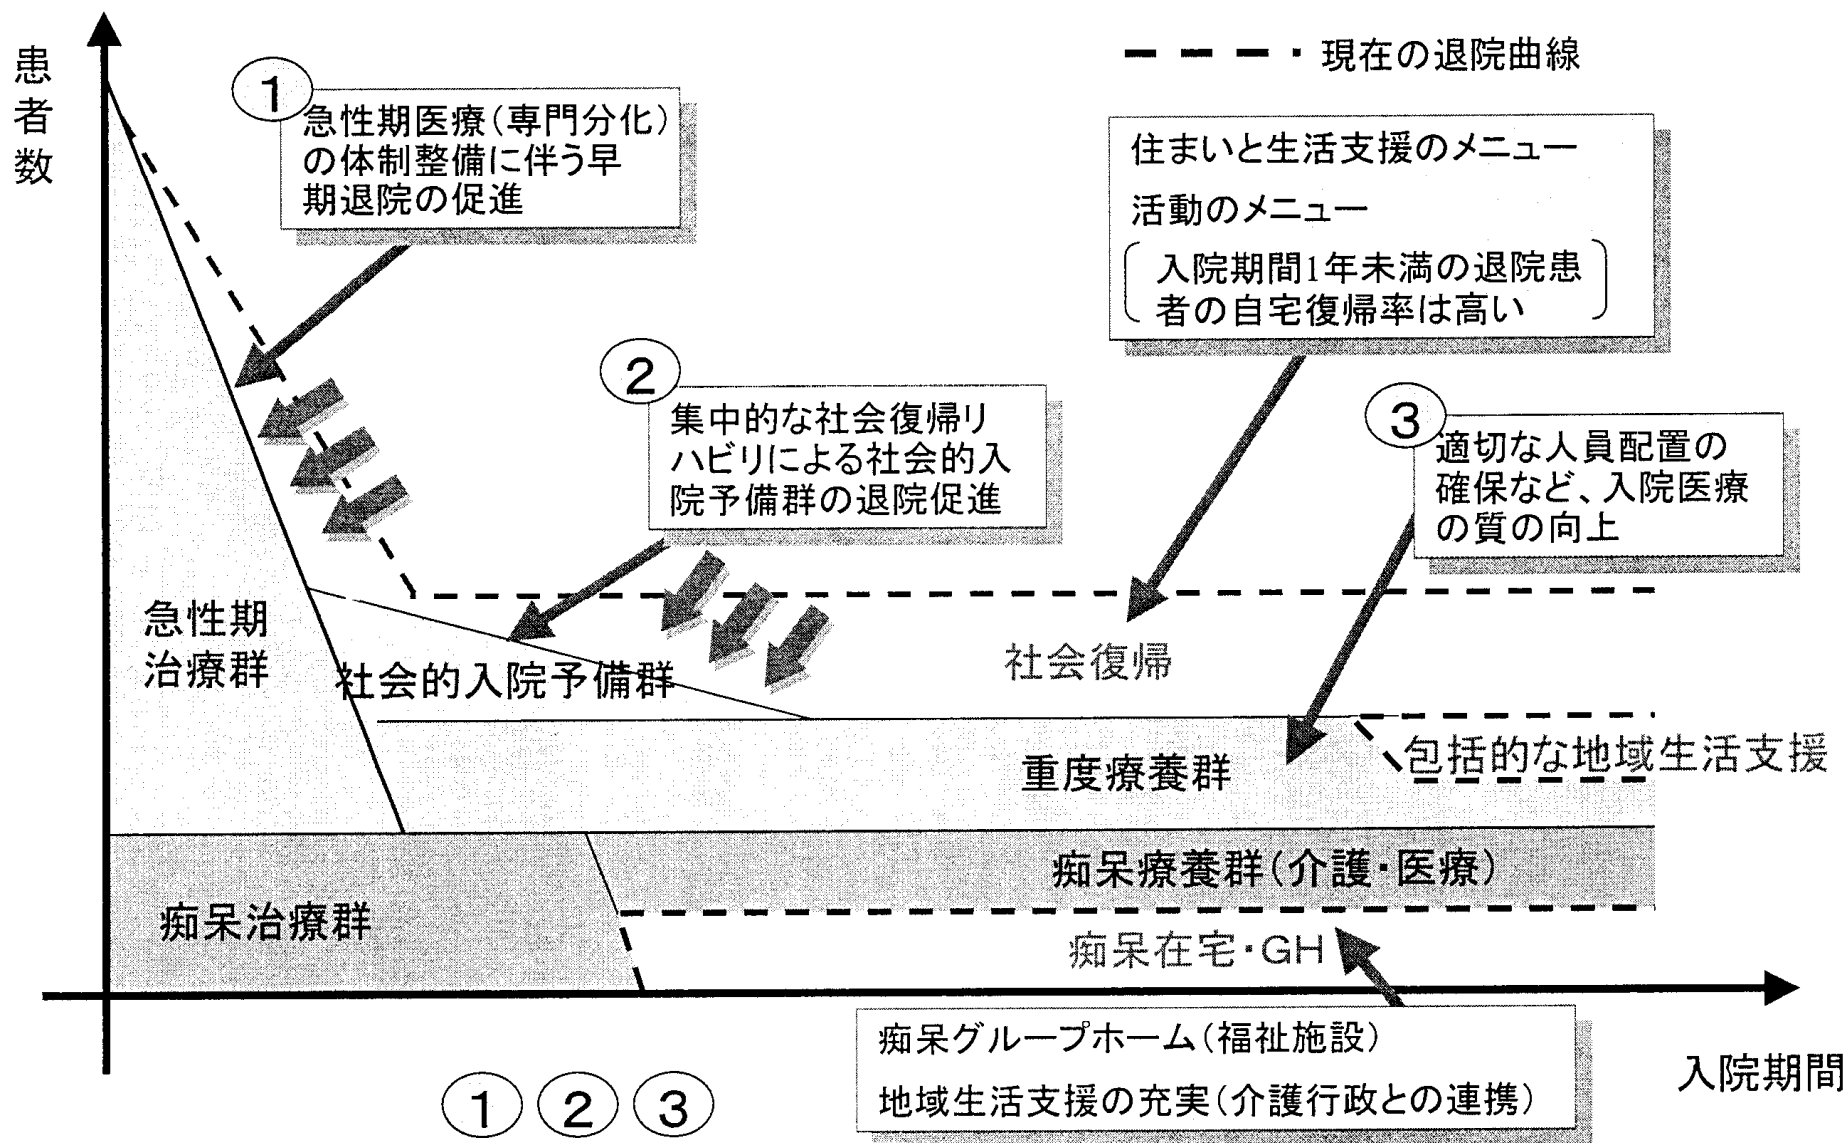 患者数
現在の退院曲線
①
急性期医療（専門分化）
の体制整備に伴う早
期退院の促進
住まいと生活支援のメニュー
活動のメニュー
入院期間1年未満の退院患
者の自宅復帰率は高い
②
集中的な社会復帰リ
ハビリによる社会的入
院予備群の退院促進
③
適切な人員配置の
確保など、入院医療
の質の向上
急性期
治療群
社会的入院予備群
社会復帰
重度療養群
包括的な地域生活支援
痴呆療養群（介護・医療）
痴呆治療群
痴呆在宅・GH
痴呆グループホーム（福祉施設）
地域生活支援の充実（介護行政との連携）
入院期間
① ② ③